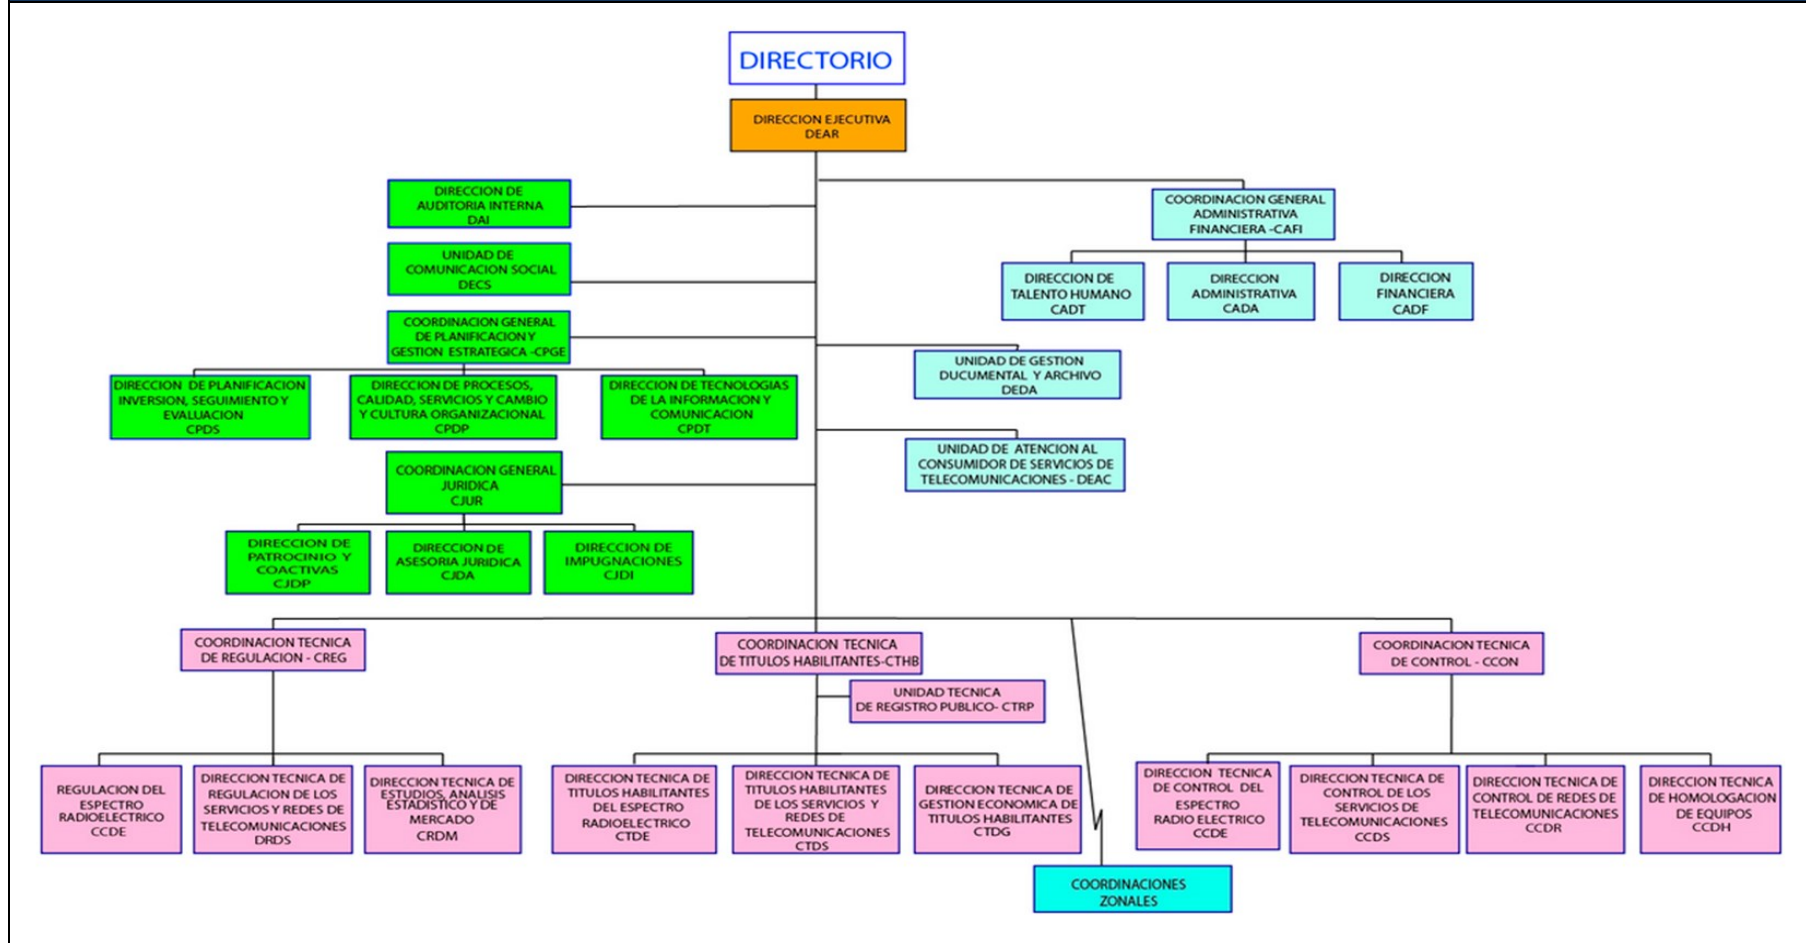 DIRECTORIO
DIRECCION EJECUTIVA
DEAR
DIRECCION DE
AUDITORIA INTERNA
DAI
UNIDAD DE
COMUNICACION SOCIAL
DECS
COORDINACION GENERAL
DE PLANIFICACION Y
GESTION ESTRATEGICA -CPGE
DIRECCION DE PLANIFICACION
INVERSION, SEGUIMIENTO Y
EVALUACION
CPDS
DIRECCION DE PROCESOS,
CALIDAD, SERVICIOS Y CAMBIO
Y CULTURA ORGANIZACIONAL
CPDP
DIRECCION DE TECNOLOGIAS
DE LA INFORMACION Y
COMUNICACION
CPDT
COORDINACION GENERAL
JURIDICA
CJUR
DIRECCION DE
PATROCINIO Y
COACTIVAS
CJDP
DIRECCION DE
ASESORIA JURIDICA
CJDA
DIRECCION DE
IMPUGNACIONES
CJDI
COORDINACION GENERAL
ADMINISTRATIVA
FINANCIERA -CAFI
DIRECCION DE
TALENTO HUMANO
CADT
DIRECCION
ADMINISTRATIVA
CADA
DIRECCION
FINANCIERA
CADF
UNIDAD DE GESTION
DUCUMENTAL Y ARCHIVO
DEDA
UNIDAD DE ATENCION AL
CONSUMIDOR DE SERVICIOS DE
TELECOMUNICACIONES - DEAC
COORDINACION TECNICA
DE REGULACION - CREG
COORDINACION TECNICA
DE TITULOS HABILITANTES-CTHB
UNIDAD TECNICA
DE REGISTRO PUBLICO- CTRP
COORDINACION TECNICA
DE CONTROL - CCON
REGULACION DEL
ESPECTRO
RADIOELECTRICO
CCDE
DIRECCION TECNICA DE
REGULACION DE LOS
SERVICIOS Y REDES DE
TELECOMUNICACIONES
DRDS
DIRECCION TECNICA DE
ESTUDIOS, ANALISIS
ESTADISTICO Y DE
MERCADO
CRDM
DIRECCION TECNICA DE
TITULOS HABILITANTES
DEL ESPECTRO
RADIOELECTRICO
CTDE
DIRECCION TECNICA DE
TITULOS HABILITANTES
DE LOS SERVICIOS Y
REDES DE
TELECOMUNICACIONES
CTDS
DIRECCION TECNICA DE
GESTION ECONOMICA DE
TITULOS HABILITANTES
CTDG
DIRECCION TECNICA
DE CONTROL DEL
ESPECTRO
RADIO ELECTRICO
CCDE
DIRECCION TECNICA DE
CONTROL DE LOS
SERVICIOS DE
TELECOMUNICACIONES
CCDS
DIRECCION TECNICA DE
CONTROL DE REDES DE
TELECOMUNICACIONES
CCDR
DIRECCION TECNICA
DE HOMOLOGACION
DE EQUIPOS
CCDH
COORDINACIONES
ZONALES